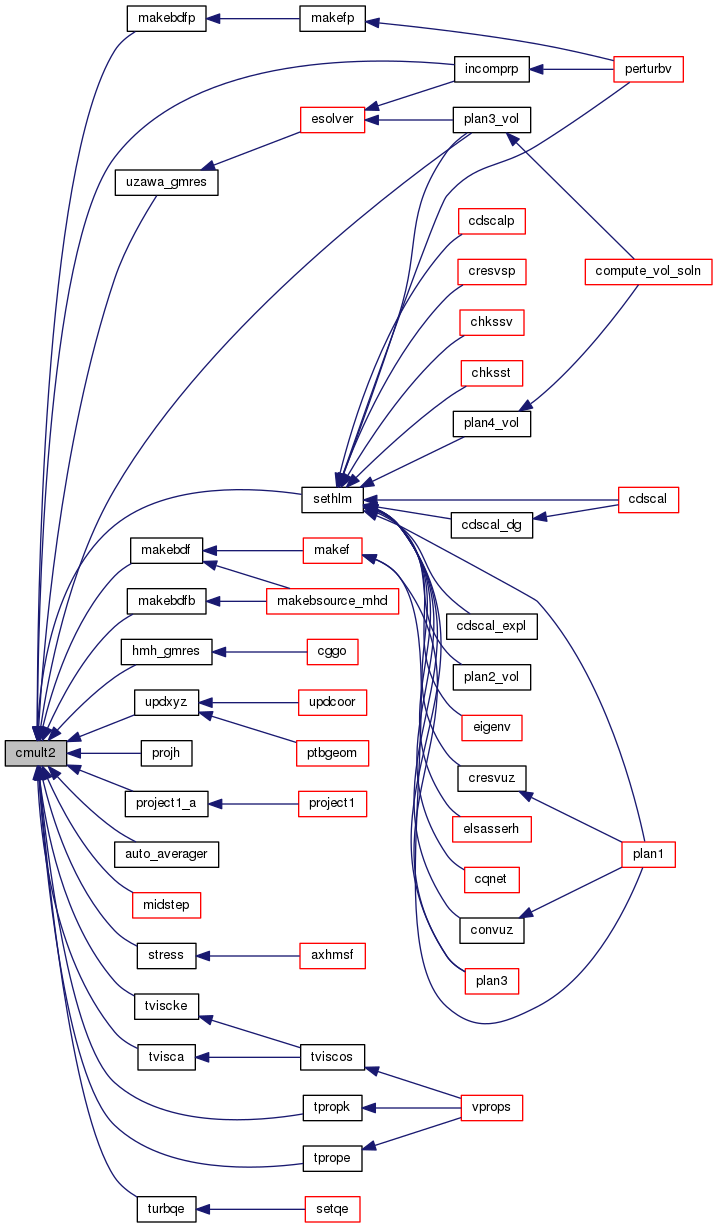 makebdfp
makefp
incomprp
perturbv
esolver
plan3_vol
uzawa_gmres
cdscalp
cresvsp
compute_vol_soln
chkssv
chksst
plan4_vol
sethlm
cdscal
cdscal_dg
makebdf
makef
makebdfb
makebsource_mhd
cdscal_expl
hmh_gmres
cggo
plan2_vol
updxyz
updcoor
eigenv
cmult2
projh
ptbgeom
cresvuz
project1_a
project1
elsasserh
auto_averager
plan1
cqnet
midstep
convuz
stress
axhmsf
plan3
tviscke
tvisca
tviscos
tpropk
vprops
tprope
turbqe
setqe